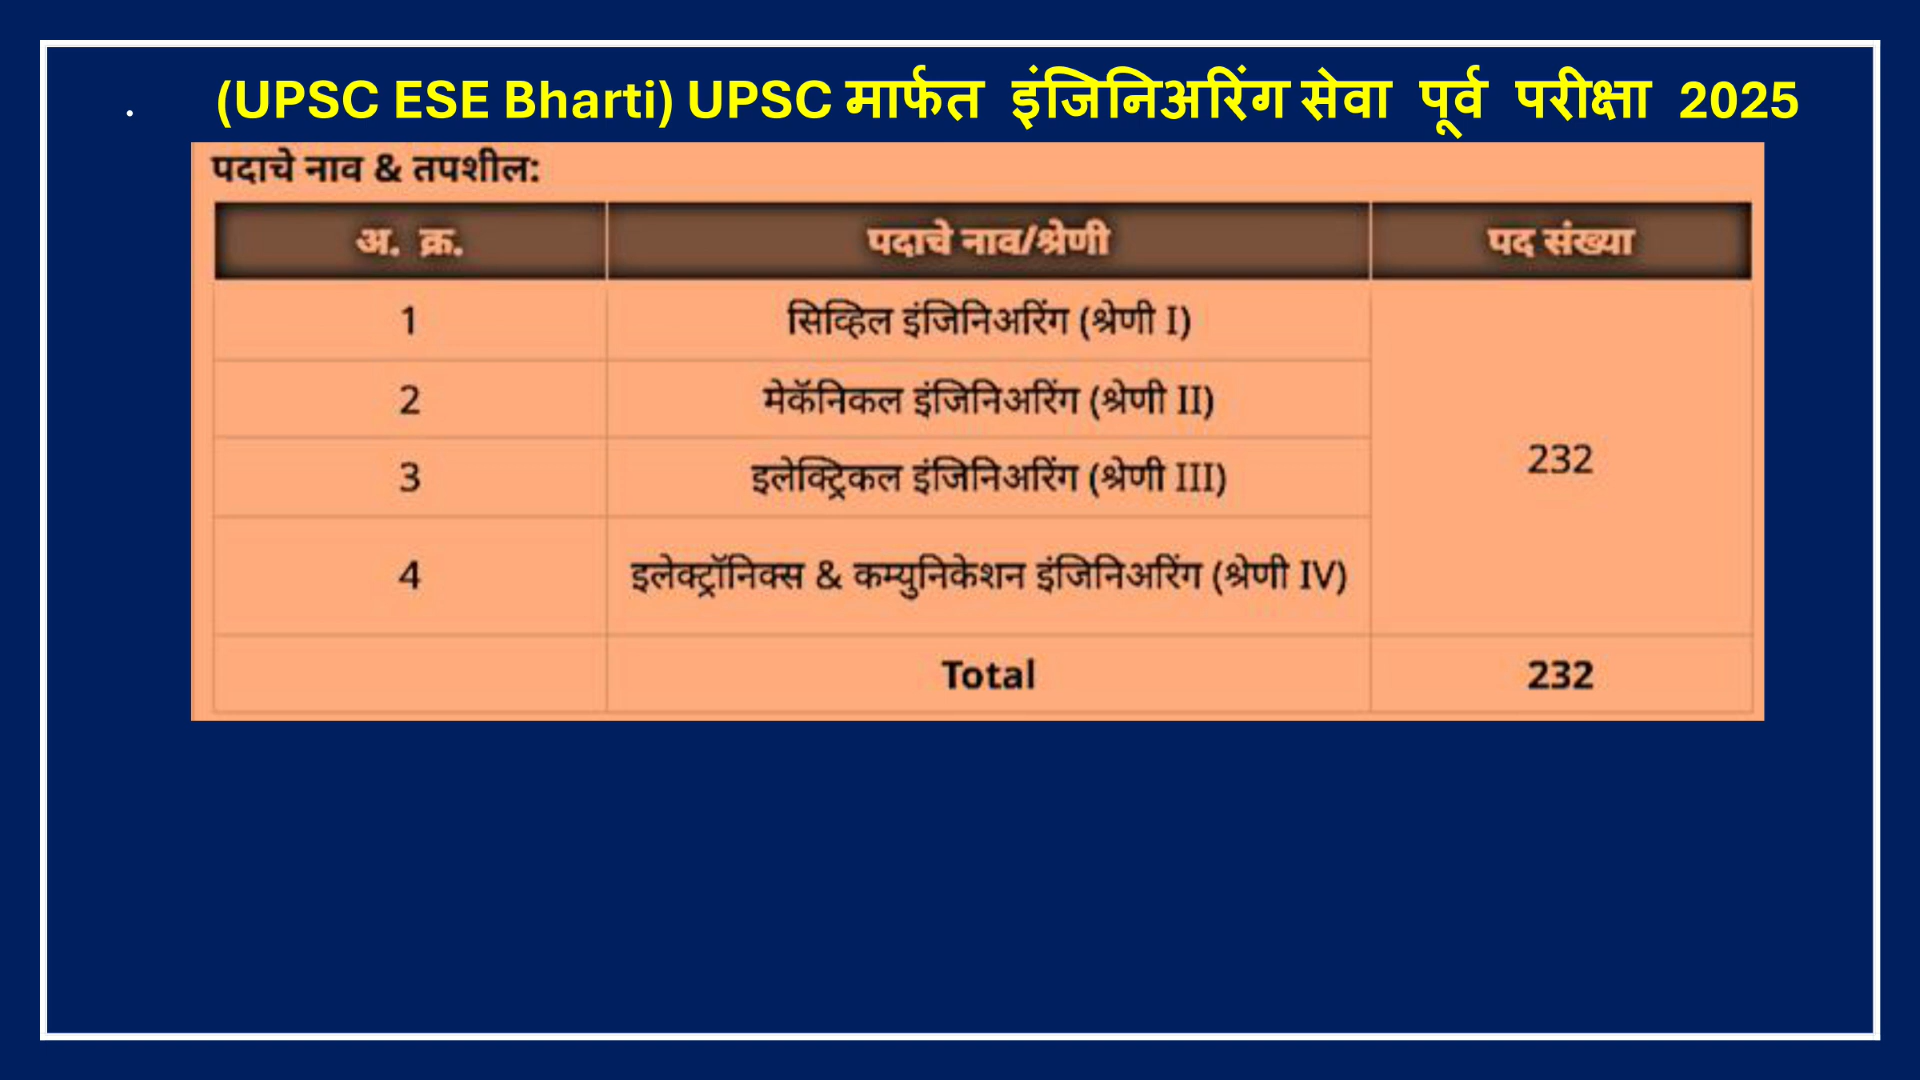 . (UPSC ESE Bharti) UPSC मार्फत इंजिनिअरिंग सेवा पूर्व परीक्षा 2025
पदाचे नाव & तपशील:
अ. क्र. पदाचे नाव/श्रेणी पद संख्या
1 सिव्हिल इंजिनिअरिंग (श्रेणी I)
2 मेकॅनिकल इंजिनिअरिंग (श्रेणी II)
232
3 इलेक्ट्रिकल इंजिनिअरिंग (श्रेणी III)
4 इलेक्ट्रॉनिक्स & कम्युनिकेशन इंजिनिअरिंग (श्रेणी IV)
Total 232